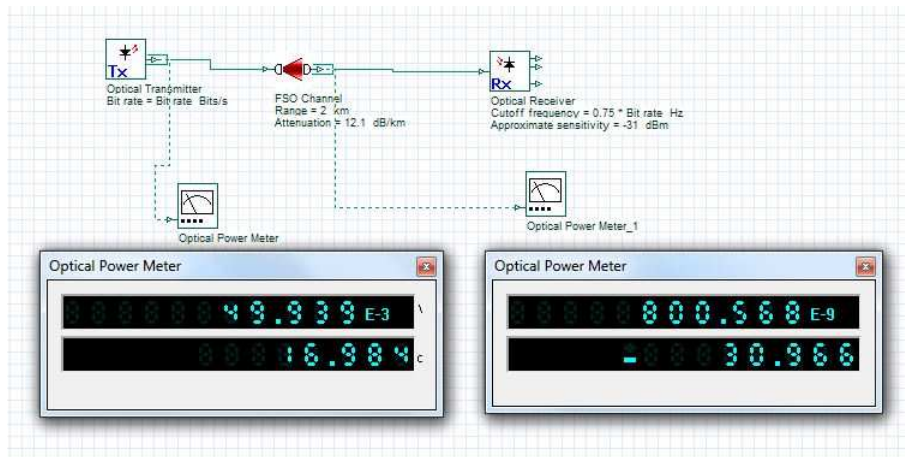 Tx
Optical Transmitter
Bit rate = Bit rate Bits/s
FSO Channel
Range = 2 km
Attenuation = 12.1 dB/km
Rx
Optical Receiver
Cutoff frequency = 0.75 * Bit rate Hz
Approximate sensitivity = -31 dBm
Optical Power Meter
Optical Power Meter_1
Optical Power Meter
49.939 E-3
16.984
Optical Power Meter
800.568 E-9
- 30.966